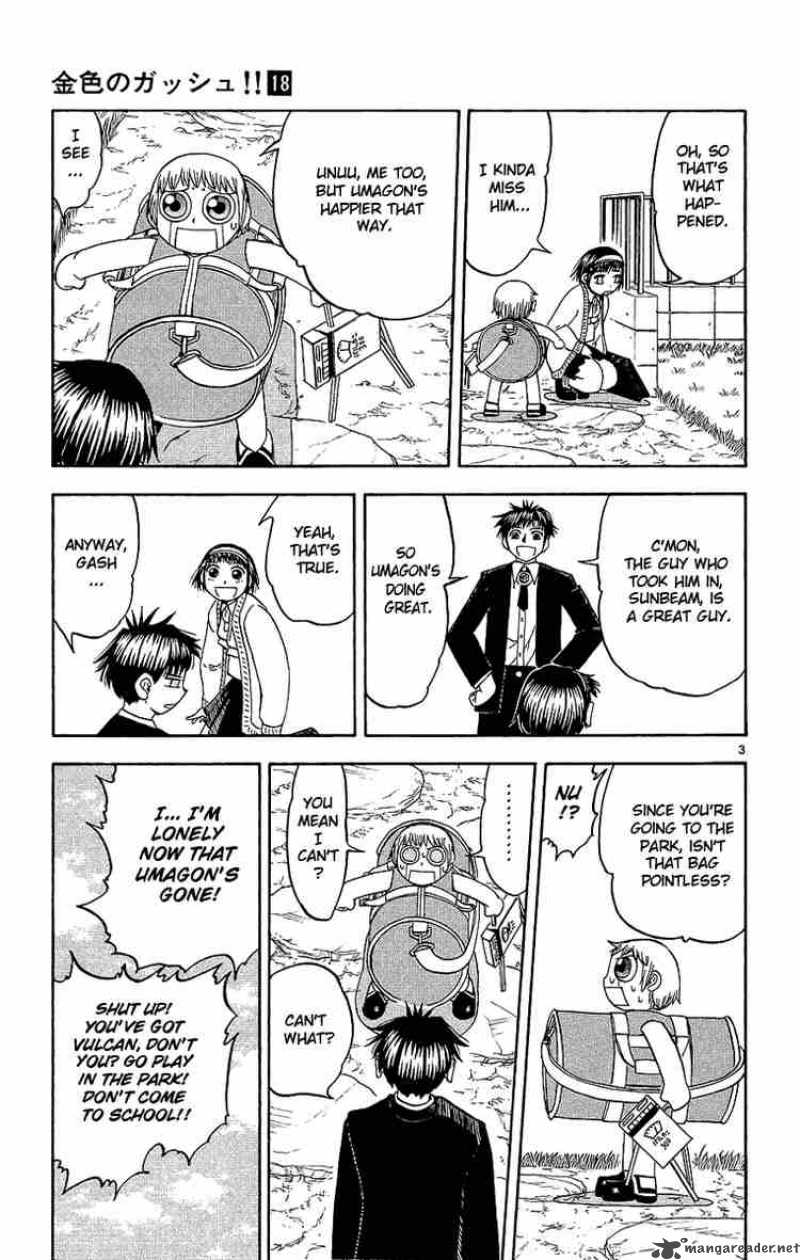 金色のガッシュ!! 18
OH, SO
THAT'S
WHAT
HAP-
PENED.
I KINDA
MISS
HIM...
UNUU, ME TOO,
BUT UMAGON'S
HAPPIER THAT
WAY.
I
SEE
...
C'MON,
THE GUY WHO
TOOK HIM IN,
SUNBEAM, IS
A GREAT GUY.
SO
UMAGON'S
DOING
GREAT.
YEAH,
THAT'S
TRUE.
ANYWAY,
GASH
...
3
SINCE YOU'RE
GOING TO THE
PARK, ISN'T
THAT BAG
POINTLESS?
NU
!?
........
YOU
MEAN
I
CAN'T
?
CAN'T
WHAT?
I... I'M
LONELY
NOW THAT
UMAGON'S
GONE!
SHUT UP!
YOU'VE GOT
VULCAN, DON'T
YOU? GO PLAY
IN THE PARK!
DON'T COME
TO SCHOOL!!
mangareader.net